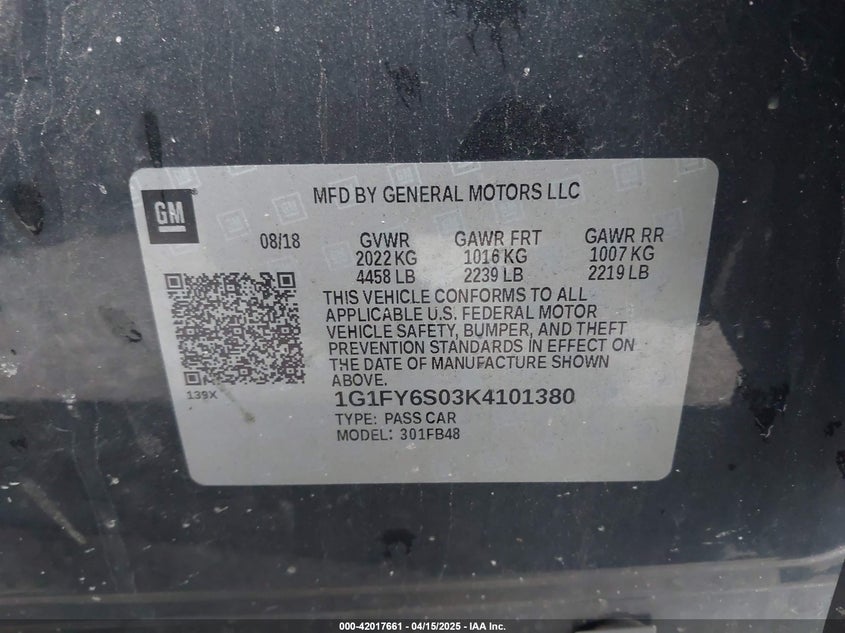 MFD BY GENERAL MOTORS LLC
GM
08/18 GVWR GAWR FRT GAWR RR
2022 KG 1016 KG 1007 KG
4458 LB 2239 LB 2219 LB
THIS VEHICLE CONFORMS TO ALL
APPLICABLE U.S. FEDERAL MOTOR
VEHICLE SAFETY, BUMPER, AND THEFT
PREVENTION STANDARDS IN EFFECT ON
THE DATE OF MANUFACTURE SHOWN
ABOVE.
139X
1G1FY6S03K4101380
TYPE: PASS CAR
MODEL: 301FB48
000-42017661 - 04/15/2025 - IAA Inc.